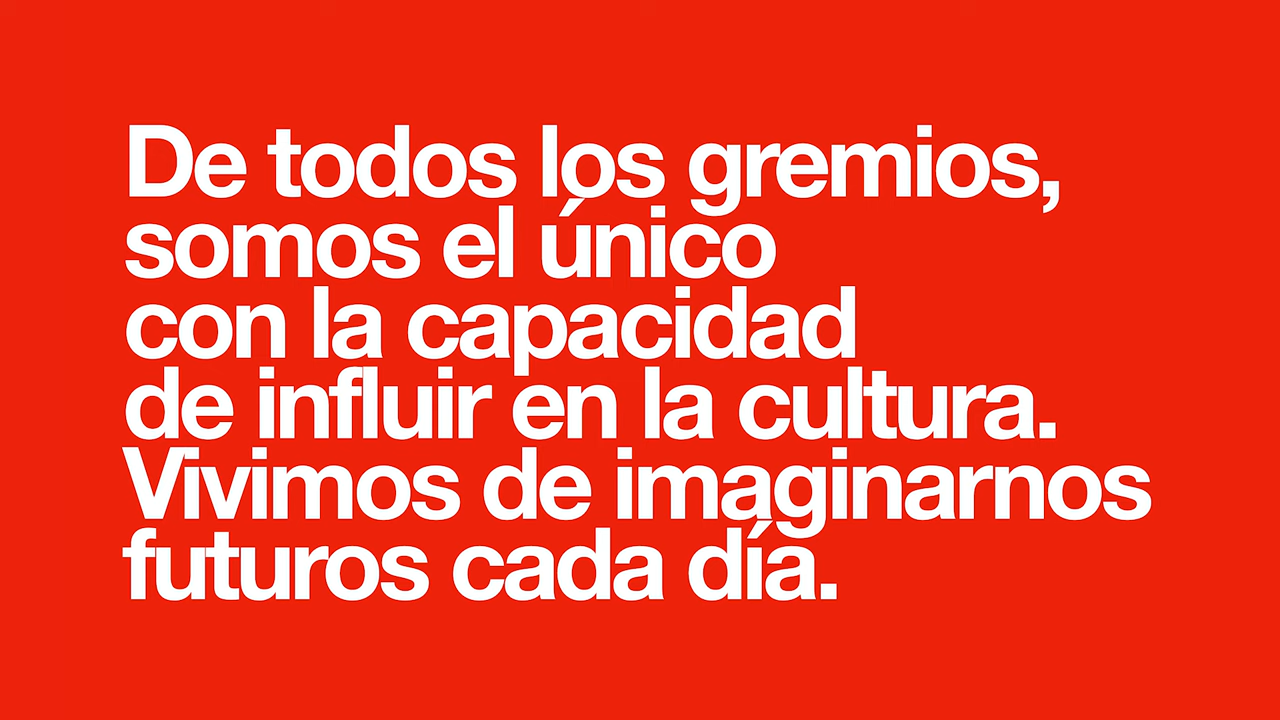 De todos los gremios,
somos el único
con la capacidad
de influir en la cultura.
Vivimos de imaginarnos
futuros cada día.